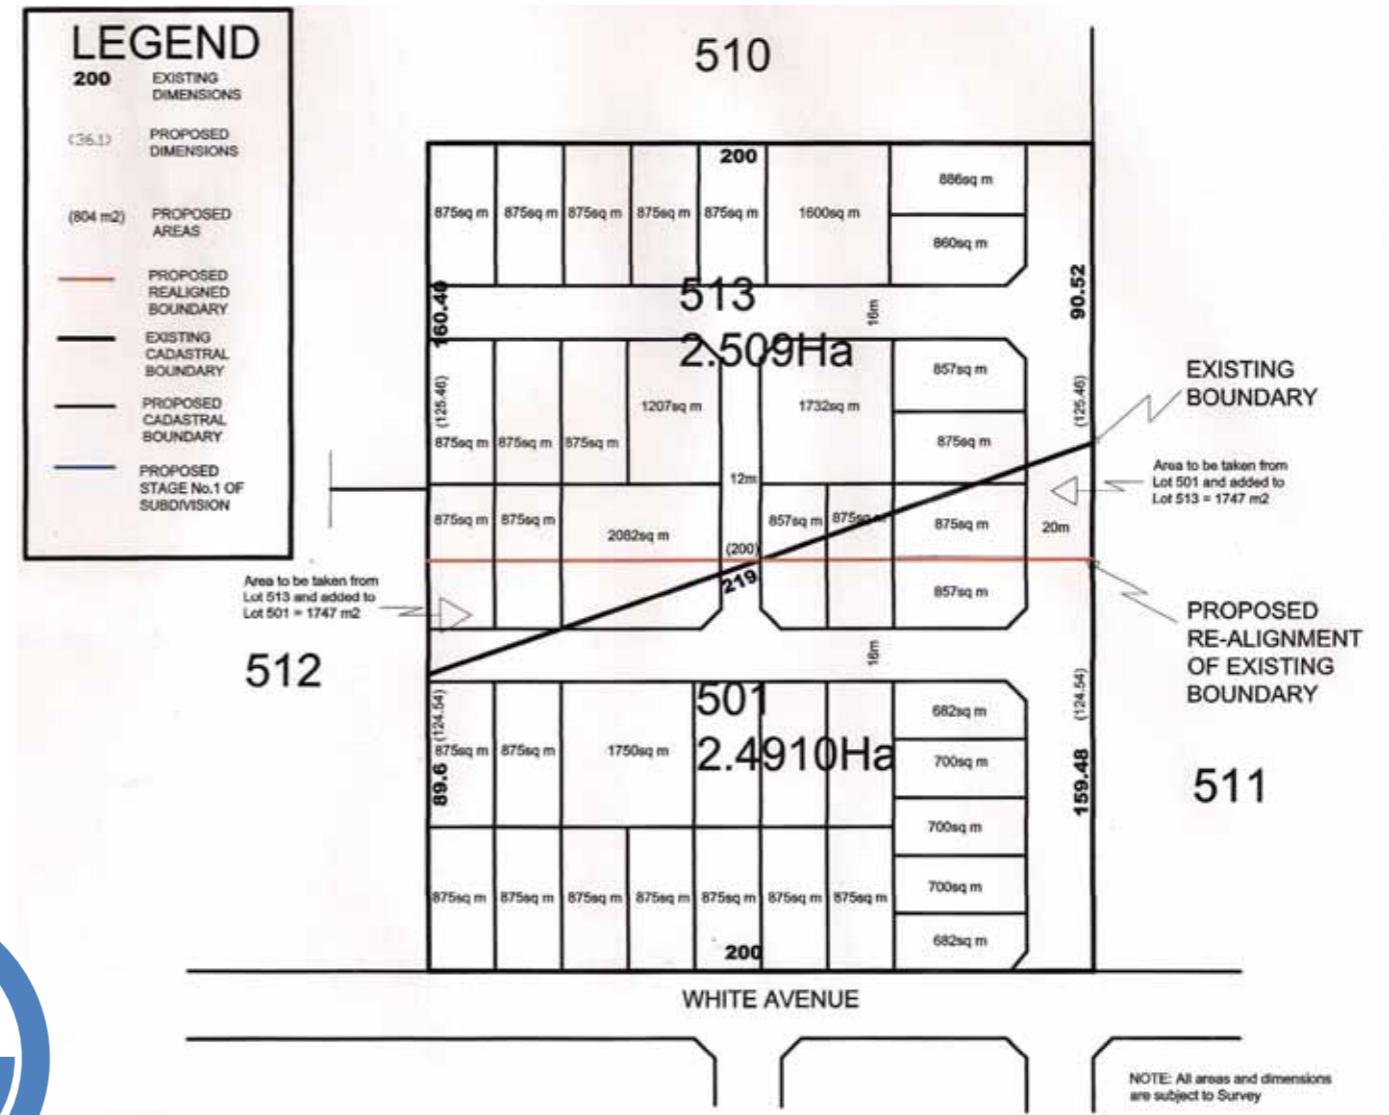 LEGEND
200
EXISTING
DIMENSIONS
(36.1)
PROPOSED
DIMENSIONS
(804 m2)
PROPOSED
AREAS
PROPOSED
REALIGNED
BOUNDARY
EXISTING
CADASTRAL
BOUNDARY
PROPOSED
CADASTRAL
BOUNDARY
PROPOSED
STAGE No.1 OF
SUBDIVISION
510
200
886sq m
875sq m 875sq m 875sq m 875sq m 875sq m 1600sq m
860sq m
160.40
513
90.52
16m
2.509Ha
857sq m
EXISTING
BOUNDARY
(125.46)
1207sq m
1732sq m
(125.46)
875sq m 875sq m 875sq m
875sq m
12m
Area to be taken from
Lot 501 and added to
Lot 513 = 1747 m2
875sq m 875sq m
2082sq m
857sq m 875sq m
875sq m
20m
(200)
219
Area to be taken from
Lot 513 and added to
Lot 501 = 1747 m2
857sq m
PROPOSED
RE-ALIGNMENT
OF EXISTING
BOUNDARY
512
16m
501
(124.54)
(124.54)
682sq m
875sq m 875sq m
1750sq m
2.4910Ha
700sq m
89.6
159.48
511
700sq m
875sq m 875sq m 875sq m 875sq m 875sq m 875sq m 875sq m
700sq m
682sq m
200
WHITE AVENUE
NOTE: All areas and dimensions
are subject to Survey